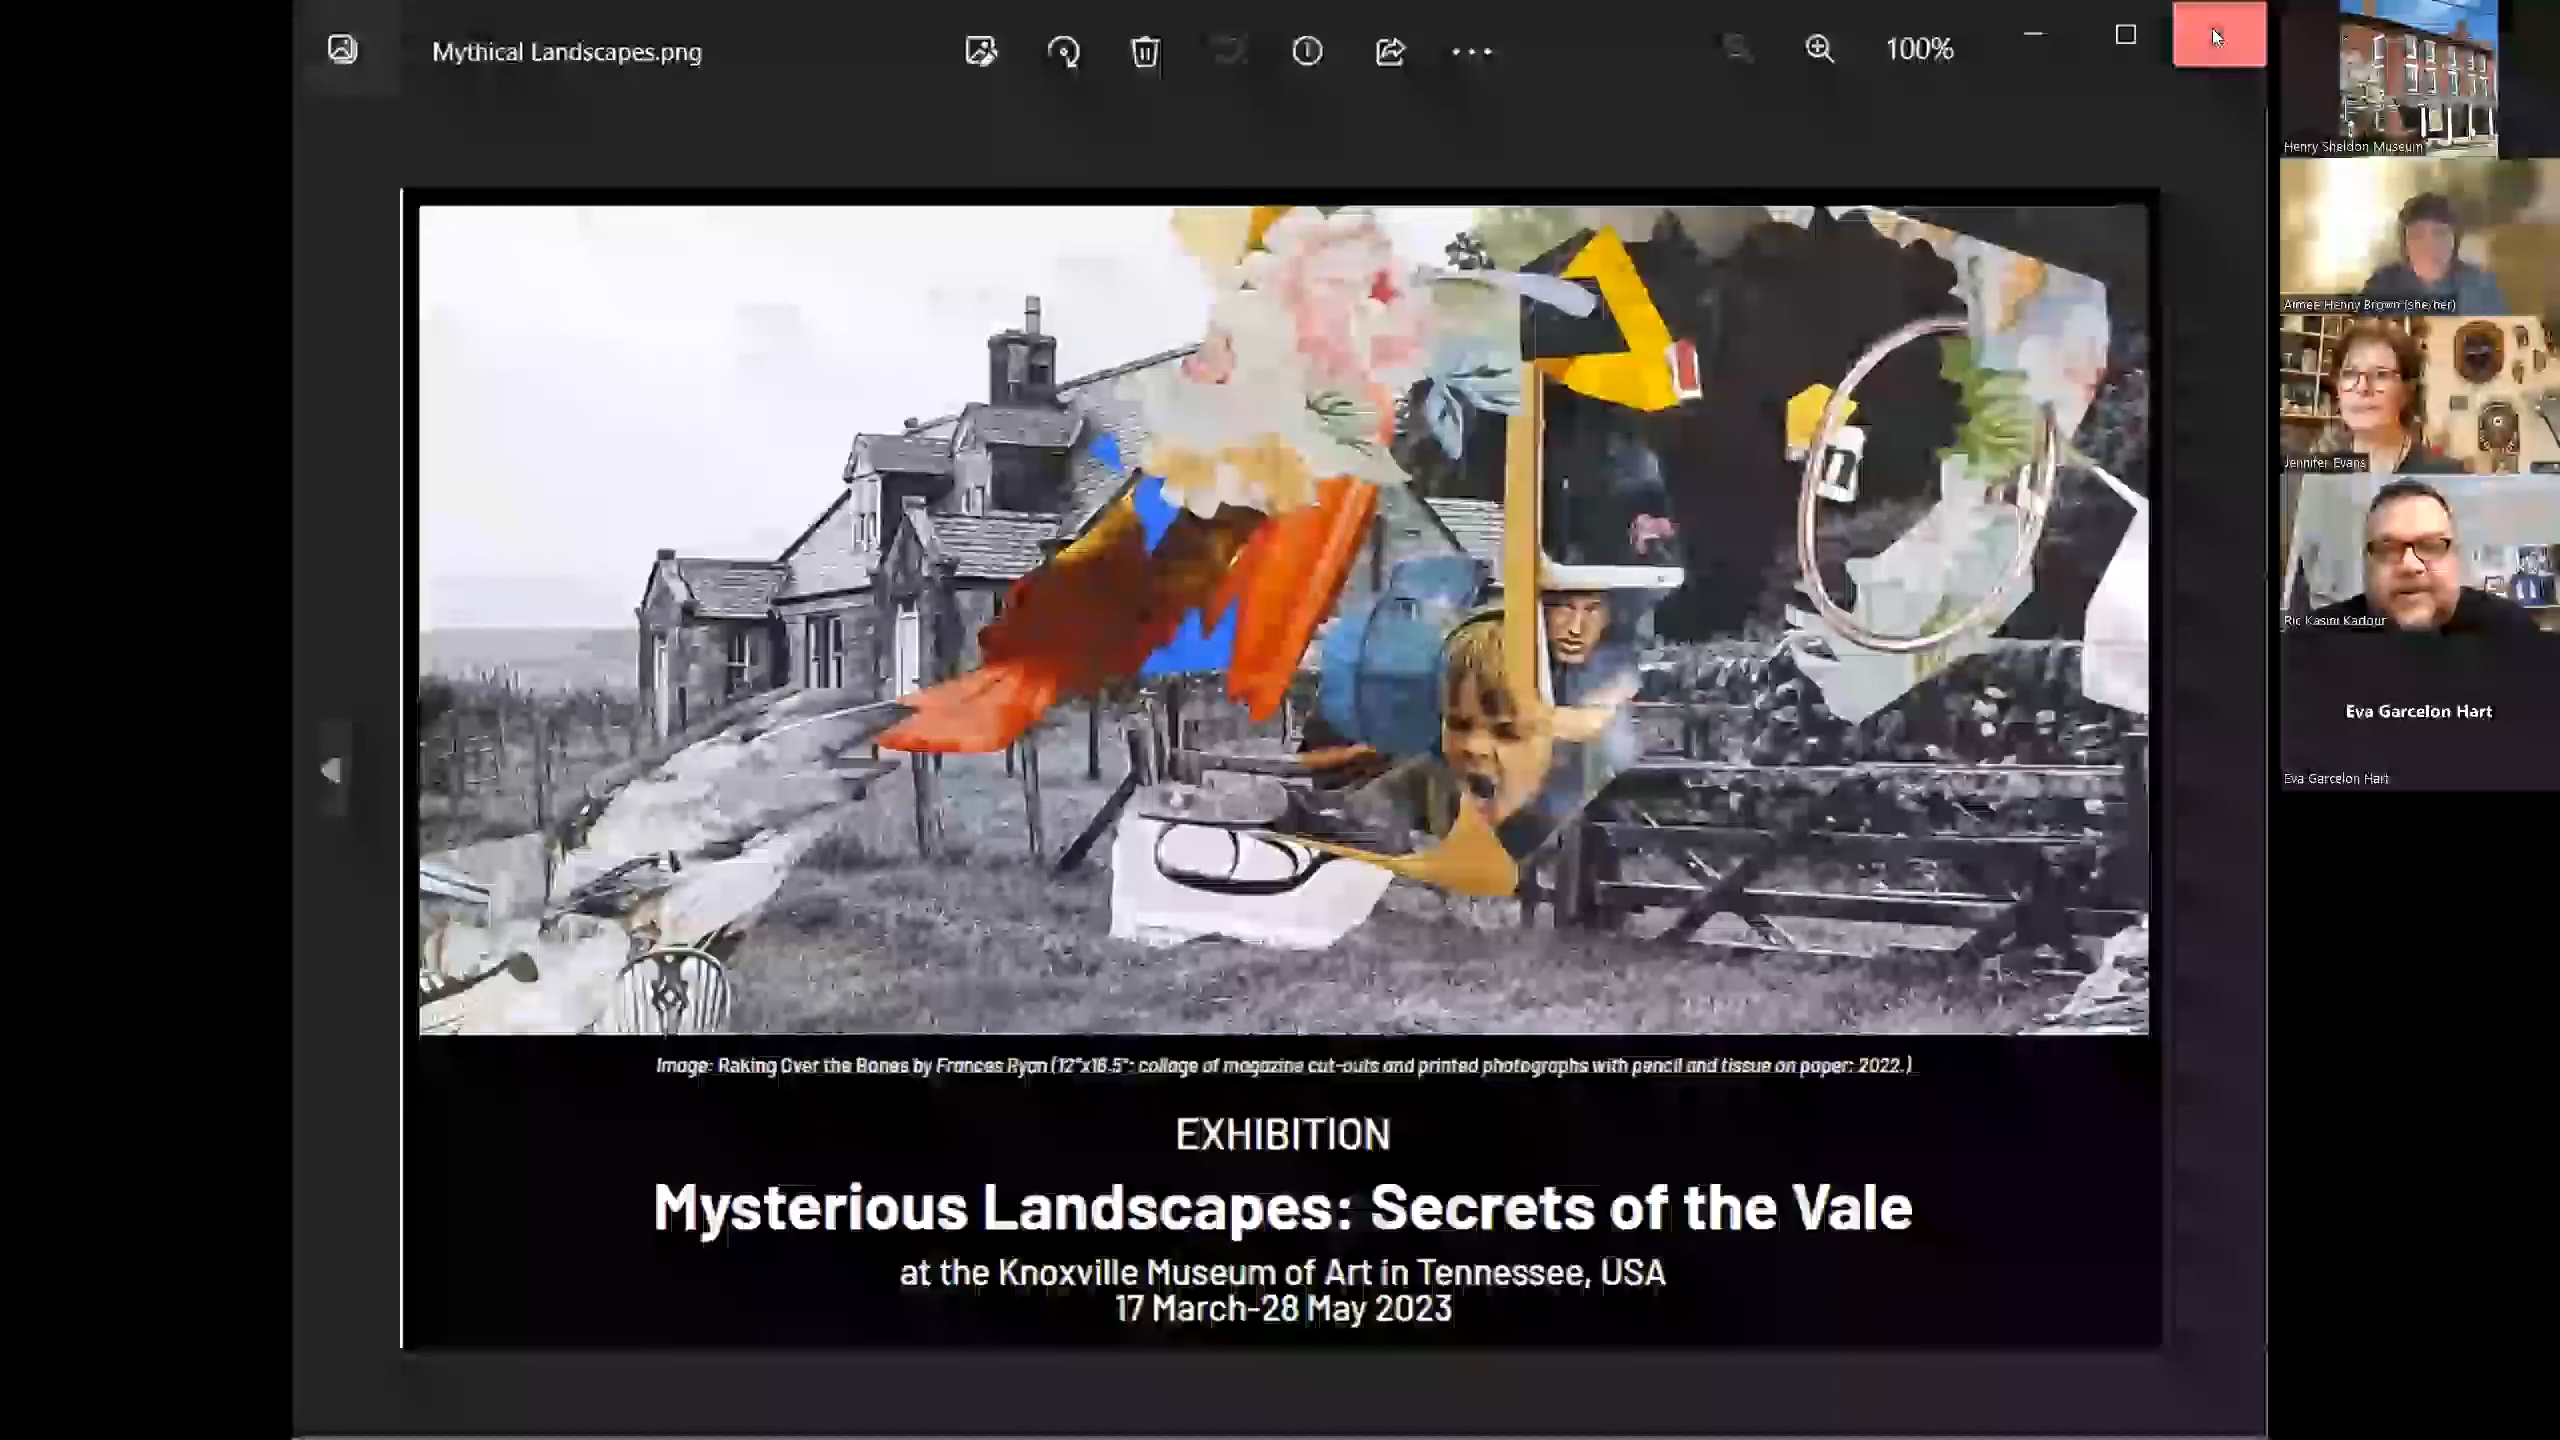 Mythical Landscapes.png
100%
Henry Sheldon Museum
Aimee Henny Brown (she/her)
Jennifer Evans
Ric Kasini Kadour
Eva Garcelon Hart
Eva Garcelon Hart
Image: Raking Over the Bones by Frances Ryan (12"x16.5"; collage of magazine cut-outs and printed photographs with pencil and tissue on paper; 2022.)
EXHIBITION
Mysterious Landscapes: Secrets of the Vale
at the Knoxville Museum of Art in Tennessee, USA
17 March-28 May 2023